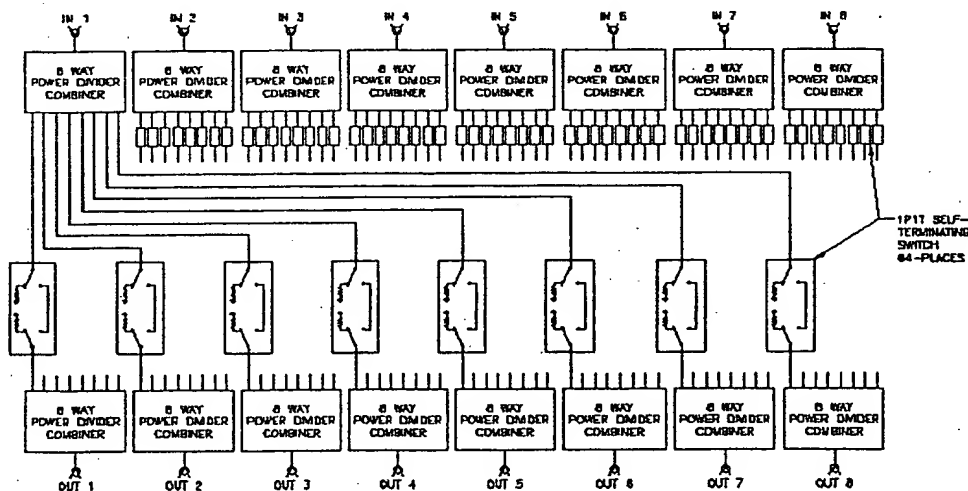 IN 1
IN 2
IN 3
IN 4
IN 5
IN 6
IN 7
IN 8
8 WAY
POWER DIVIDER
COMBINER
8 WAY
POWER DIVIDER
COMBINER
8 WAY
POWER DIVIDER
COMBINER
8 WAY
POWER DIVIDER
COMBINER
8 WAY
POWER DIVIDER
COMBINER
8 WAY
POWER DIVIDER
COMBINER
8 WAY
POWER DIVIDER
COMBINER
8 WAY
POWER DIVIDER
COMBINER
1P1T SELF-
TERMINATING
SWITCH
64-PLACES
8 WAY
POWER DIVIDER
COMBINER
8 WAY
POWER DIVIDER
COMBINER
8 WAY
POWER DIVIDER
COMBINER
8 WAY
POWER DIVIDER
COMBINER
8 WAY
POWER DIVIDER
COMBINER
8 WAY
POWER DIVIDER
COMBINER
8 WAY
POWER DIVIDER
COMBINER
8 WAY
POWER DIVIDER
COMBINER
OUT 1
OUT 2
OUT 3
OUT 4
OUT 5
OUT 6
OUT 7
OUT 8